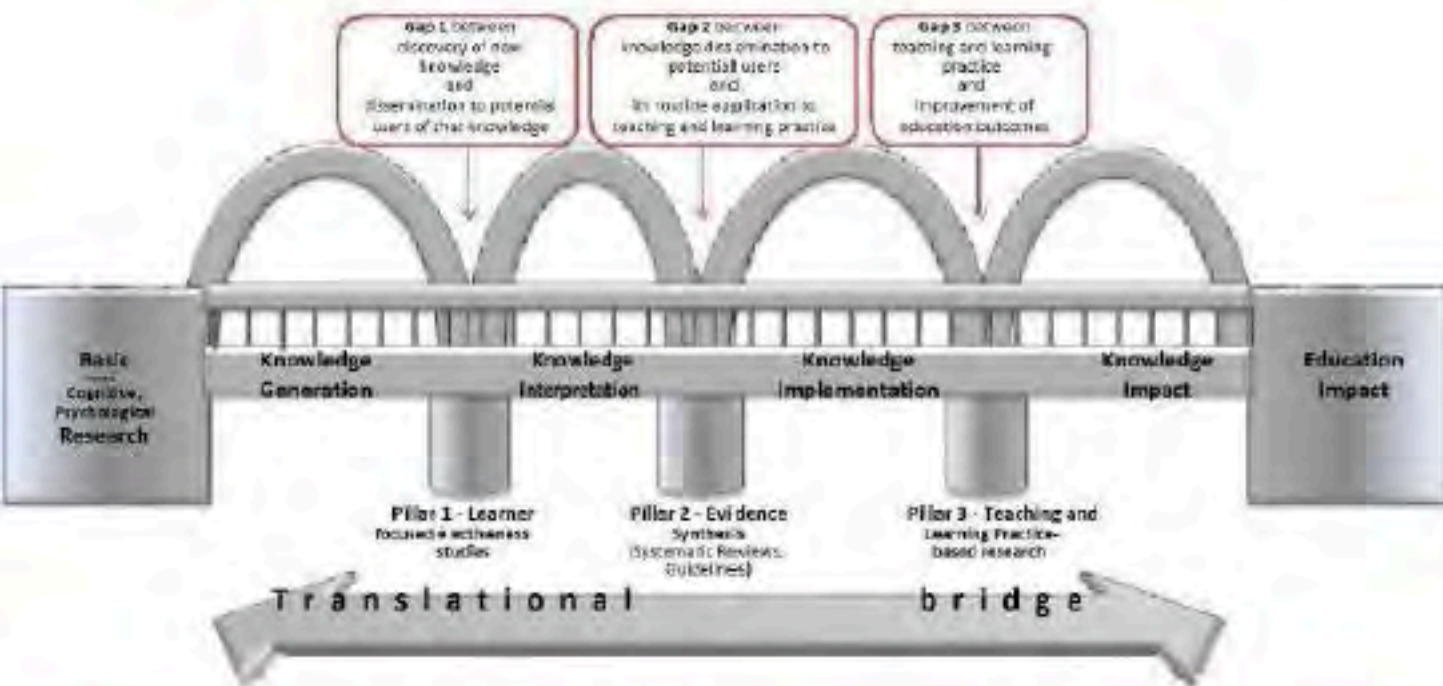 Gap 1 between
discovery of new
knowledge
and
dissemination to potential
users of that knowledge
Gap 2 between
knowledge dissemination to
potential users
and
its routine application to
teaching and learning practice
Gap 3 between
teaching and learning
practice
and
improvement of
education outcomes
Basic
Cognitive,
Psychological
Research
Knowledge
Generation
Knowledge
Interpretation
Knowledge
Implementation
Knowledge
Impact
Education
Impact
Pillar 1 - Learner
focused effectiveness
studies
Pillar 2 - Evidence
Synthesis
(Systematic Reviews,
Guidelines)
Pillar 3 - Teaching and
Learning Practice-
based research
Translational bridge